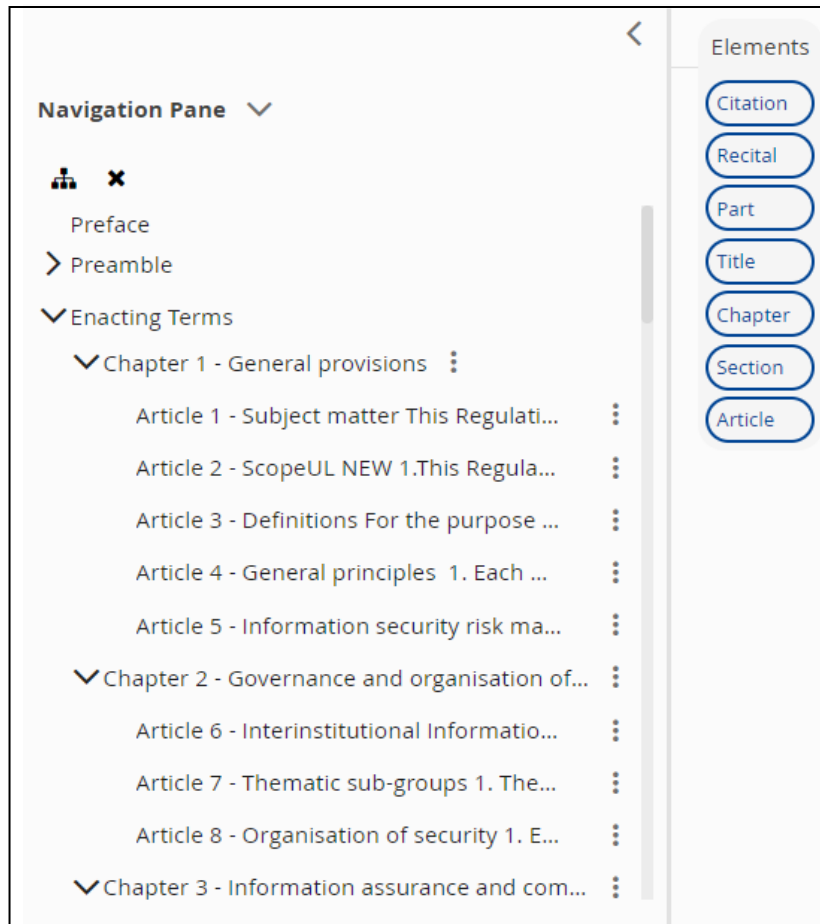 Navigation Pane
Preface
Preamble
Enacting Terms
Chapter 1 - General provisions
Article 1 - Subject matter This Regulati...
Article 2 - ScopeUL NEW 1.This Regula...
Article 3 - Definitions For the purpose ...
Article 4 - General principles 1. Each ...
Article 5 - Information security risk ma...
Chapter 2 - Governance and organisation of...
Article 6 - Interinstitutional Informatio...
Article 7 - Thematic sub-groups 1. The...
Article 8 - Organisation of security 1. E...
Chapter 3 - Information assurance and com...
Elements
Citation
Recital
Part
Title
Chapter
Section
Article